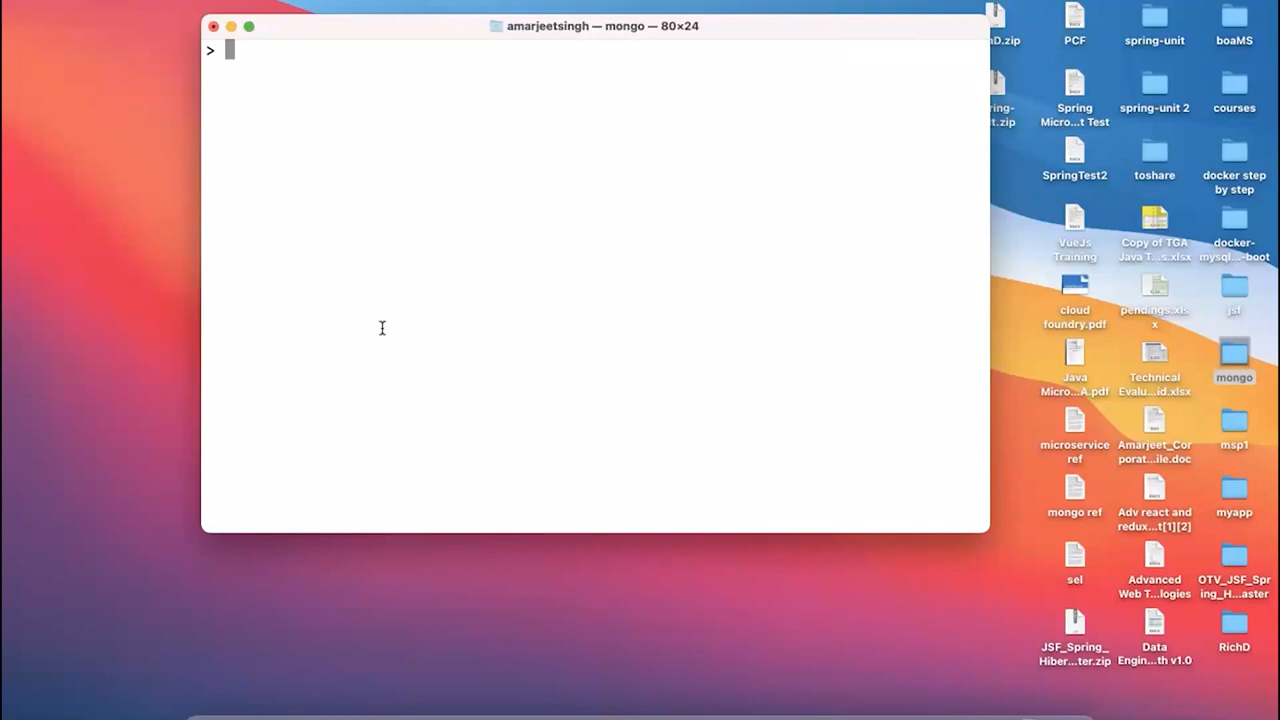 amarjeetsingh — mongo — 80×24
>
nD.zip
PCF
spring-unit
boaMS
ring-
it.zip
Spring
Micro...t Test
spring-unit 2
courses
SpringTest2
toshare
docker step
by step
VueJs
Training
Copy of TGA
Java T...s.xlsx
docker-
mysql...-boot
cloud
foundry.pdf
pendings.xls
x
jsf
Java
Micro...A.pdf
Technical
Evalu...id.xlsx
mongo
microservice
ref
Amarjeet_Cor
porat...ile.doc
msp1
mongo ref
Adv react and
redux...t[1][2]
myapp
sel
Advanced
Web T...logies
OTV_JSF_Spr
ing_H...aster
JSF_Spring_
Hiber...ter.zip
Data
Engin...th v1.0
RichD